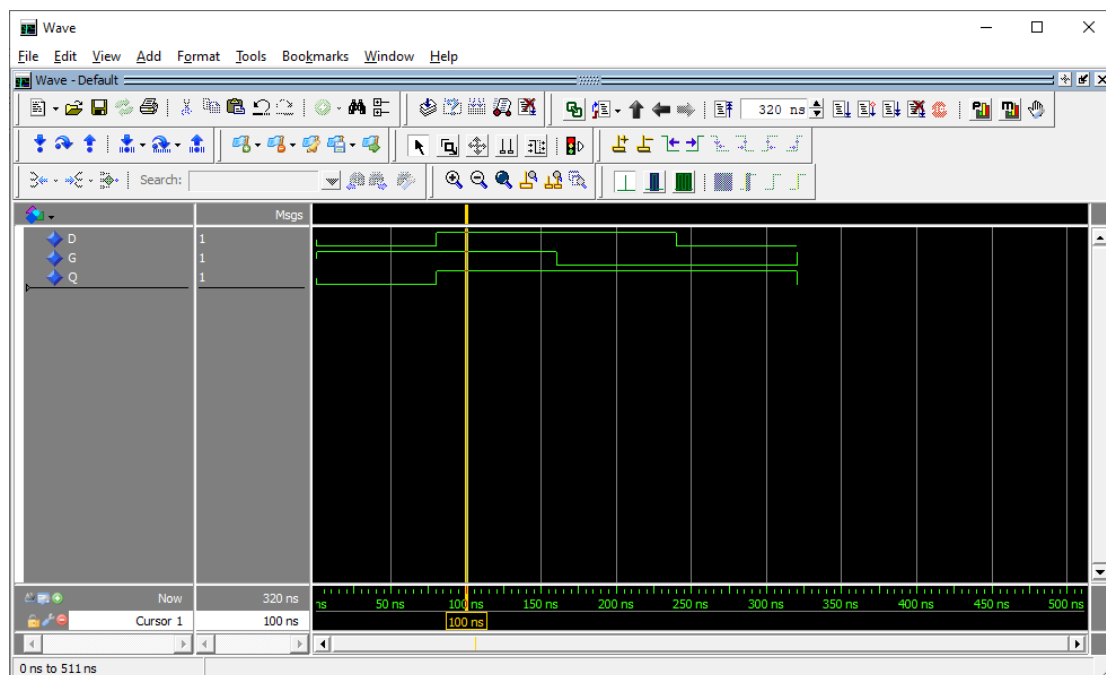 Wave
File Edit View Add Format Tools Bookmarks Window Help
Wave - Default
320 ns
Search:
Msgs
D 1
G 1
Q 1
Now 320 ns
ns 50 ns 100 ns 150 ns 200 ns 250 ns 300 ns 350 ns 400 ns 450 ns 500 ns
Cursor 1 100 ns
100 ns
0 ns to 511 ns